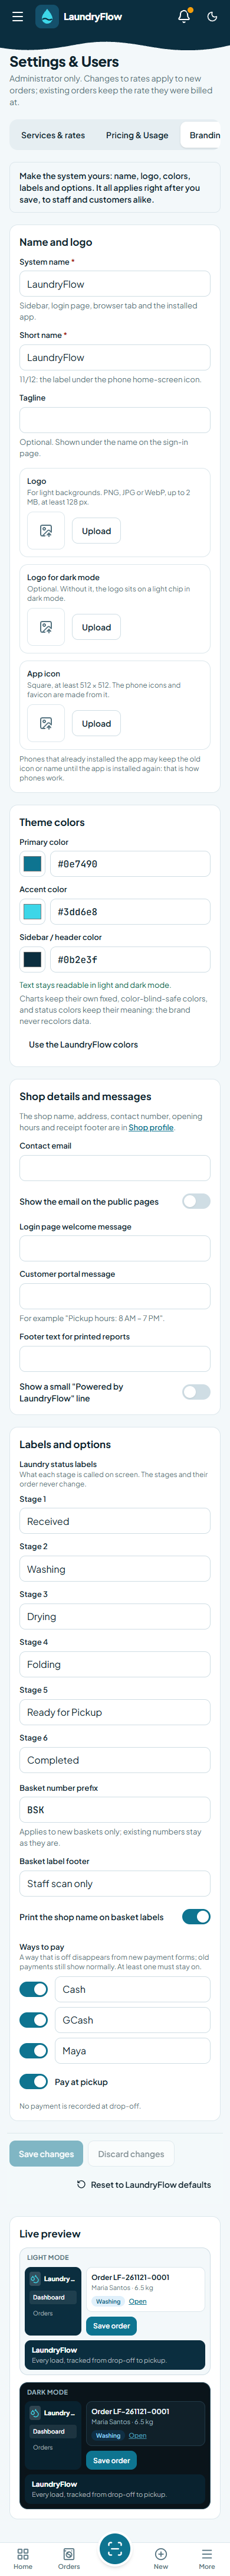 LaundryFlow
Settings & Users
Administrator only. Changes to rates apply to new
orders; existing orders keep the rate they were billed
at.
Services & rates
Pricing & Usage
Brandin
Make the system yours: name, logo, colors,
labels and options. It all applies right after you
save, to staff and customers alike.
Name and logo
System name *
LaundryFlow
Sidebar, login page, browser tab and the installed
app.
Short name *
LaundryFlow
11/12: the label under the phone home-screen icon.
Tagline
Optional. Shown under the name on the sign-in
page.
Logo
For light backgrounds. PNG, JPG or WebP, up to 2
MB, at least 128 px.
Upload
Logo for dark mode
Optional. Without it, the logo sits on a light chip in
dark mode.
Upload
App icon
Square, at least 512 × 512. The phone icons and
favicon are made from it.
Upload
Phones that already installed the app may keep the old
icon or name until the app is installed again: that is how
phones work.
Theme colors
Primary color
#0e7490
Accent color
#3dd6e8
Sidebar / header color
#0b2e3f
Text stays readable in light and dark mode.
Charts keep their own fixed, color-blind-safe colors,
and status colors keep their meaning: the brand
never recolors data.
Use the LaundryFlow colors
Shop details and messages
The shop name, address, contact number, opening
hours and receipt footer are in Shop profile.
Contact email
Show the email on the public pages
Login page welcome message
Customer portal message
For example "Pickup hours: 8 AM – 7 PM".
Footer text for printed reports
Show a small "Powered by
LaundryFlow" line
Labels and options
Laundry status labels
What each stage is called on screen. The stages and their
order never change.
Stage 1
Received
Stage 2
Washing
Stage 3
Drying
Stage 4
Folding
Stage 5
Ready for Pickup
Stage 6
Completed
Basket number prefix
BSK
Applies to new baskets only; existing numbers stay
as they are.
Basket label footer
Staff scan only
Print the shop name on basket labels
Ways to pay
A way that is off disappears from new payment forms; old
payments still show normally. At least one must stay on.
Cash
GCash
Maya
Pay at pickup
No payment is recorded at drop-off.
Save changes
Discard changes
Reset to LaundryFlow defaults
Live preview
LIGHT MODE
Laundry...
Dashboard
Orders
Order LF-261121-0001
Maria Santos · 6.5 kg
Washing
Open
Save order
LaundryFlow
Every load, tracked from drop-off to pickup.
DARK MODE
Laundry...
Dashboard
Orders
Order LF-261121-0001
Maria Santos · 6.5 kg
Washing
Open
Save order
LaundryFlow
Every load, tracked from drop-off to pickup.
Home
Orders
New
More